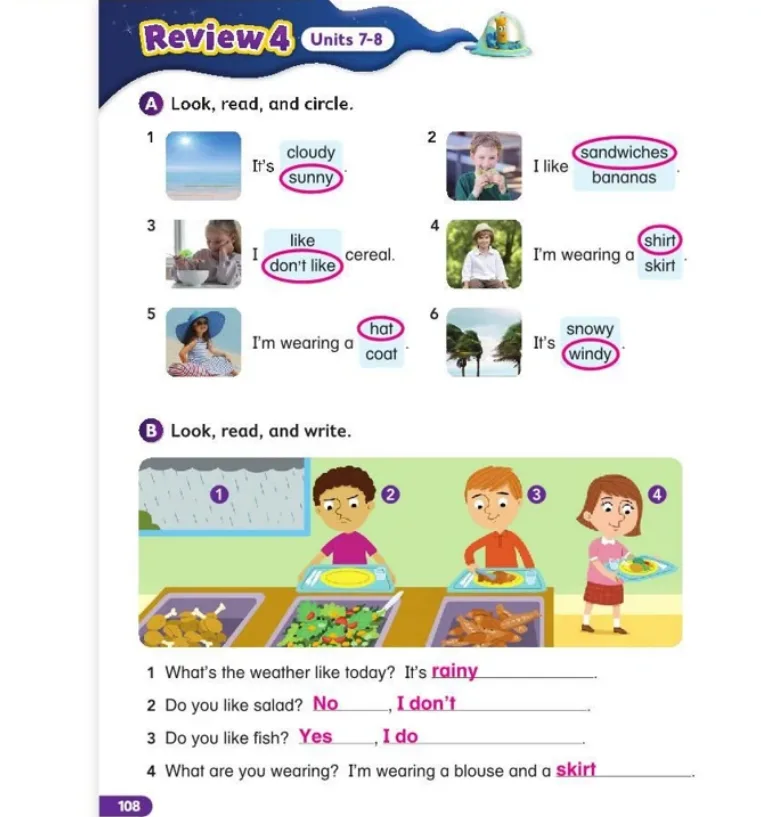 Review 4 Units 7-8
A Look, read, and circle.
1 It's cloudy sunny .
2 I like sandwiches bananas .
3 I like don't like cereal.
4 I'm wearing a shirt skirt .
5 I'm wearing a hat coat .
6 It's snowy windy .
B Look, read, and write.
1
2
3
4
1 What's the weather like today? It's rainy .
2 Do you like salad? No , I don't .
3 Do you like fish? Yes , I do .
4 What are you wearing? I'm wearing a blouse and a skirt .
108